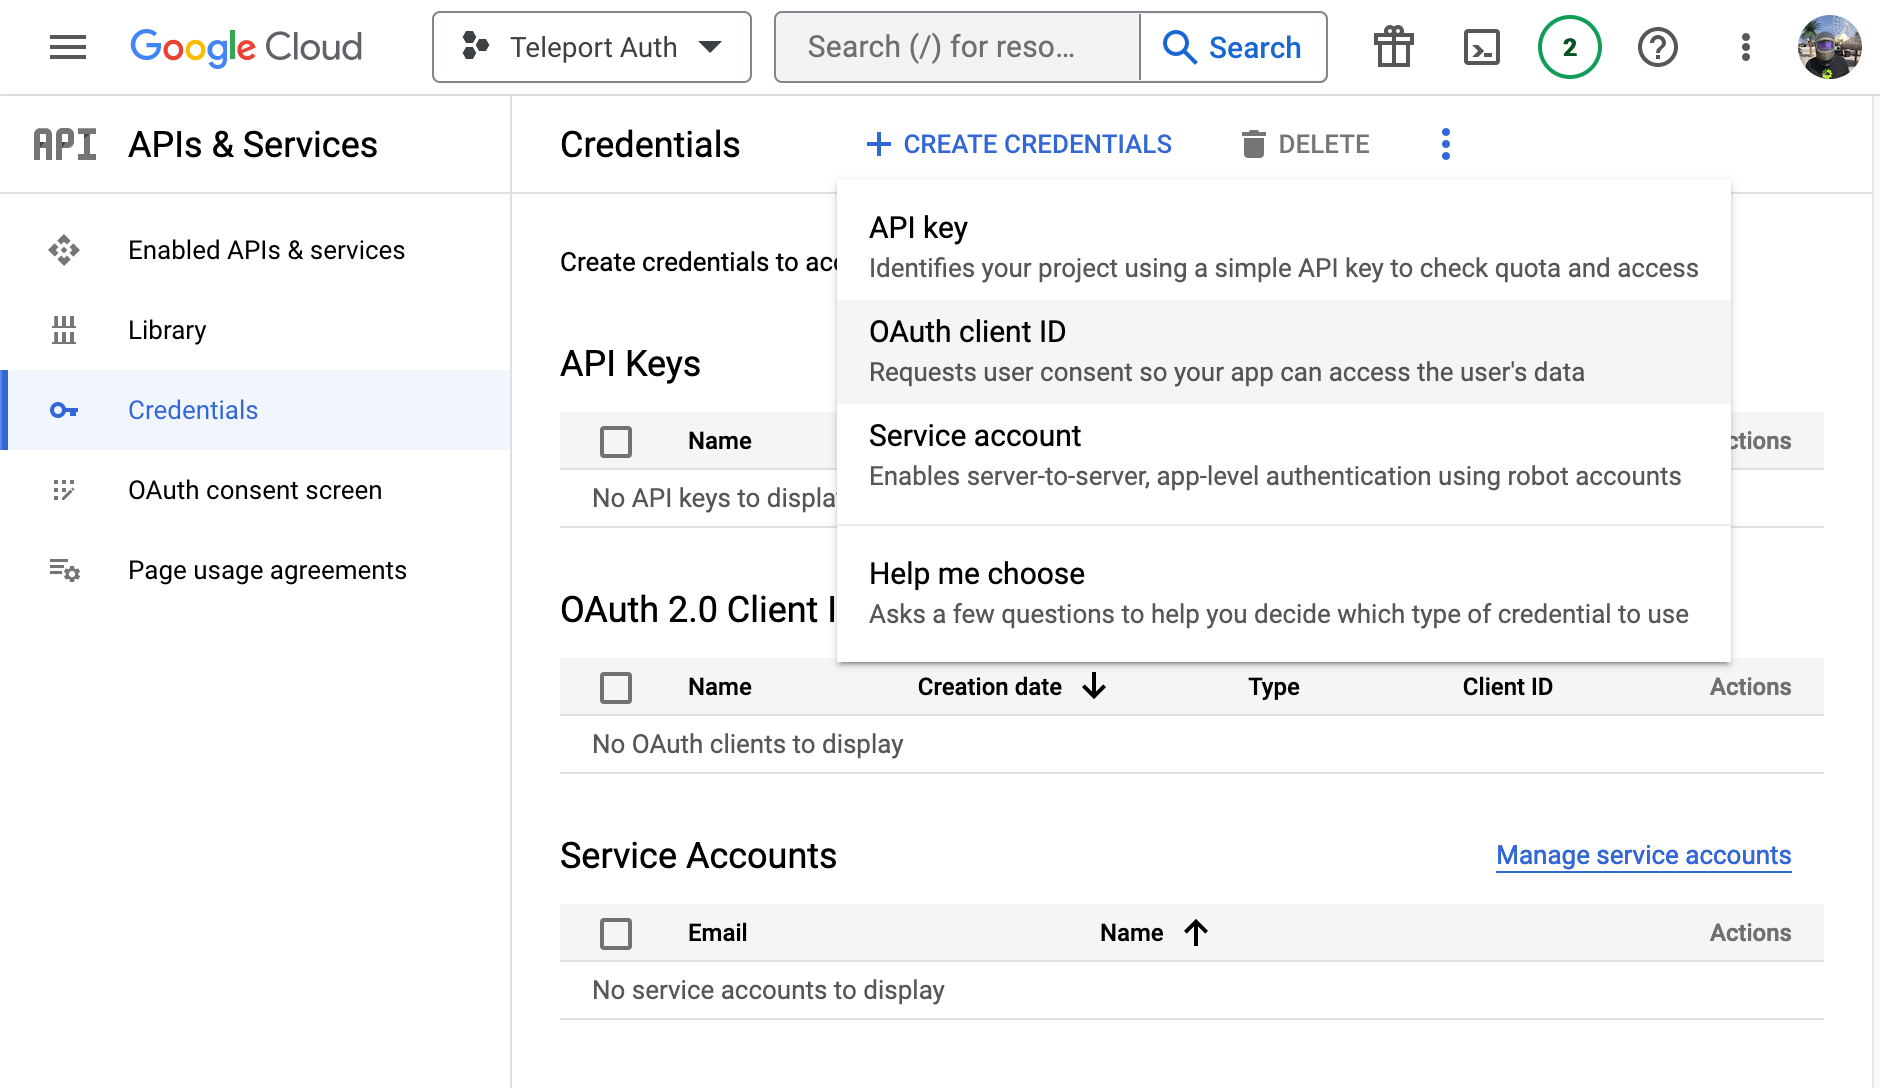 Google Cloud
Teleport Auth
Search (/) for reso...
Search
2
API
APIs & Services
Credentials
CREATE CREDENTIALS
DELETE
Enabled APIs & services
Library
Credentials
OAuth consent screen
Page usage agreements
Create credentials to
API key
Identifies your project using a simple API key to check quota and access
OAuth client ID
Requests user consent so your app can access the user's data
Service account
Enables server-to-server, app-level authentication using robot accounts
Help me choose
Asks a few questions to help you decide which type of credential to use
API Keys
Name
ctions
No API keys to displa
OAuth 2.0 Client I
Name Creation date Type Client ID Actions
No OAuth clients to display
Service Accounts
Manage service accounts
Email Name Actions
No service accounts to display